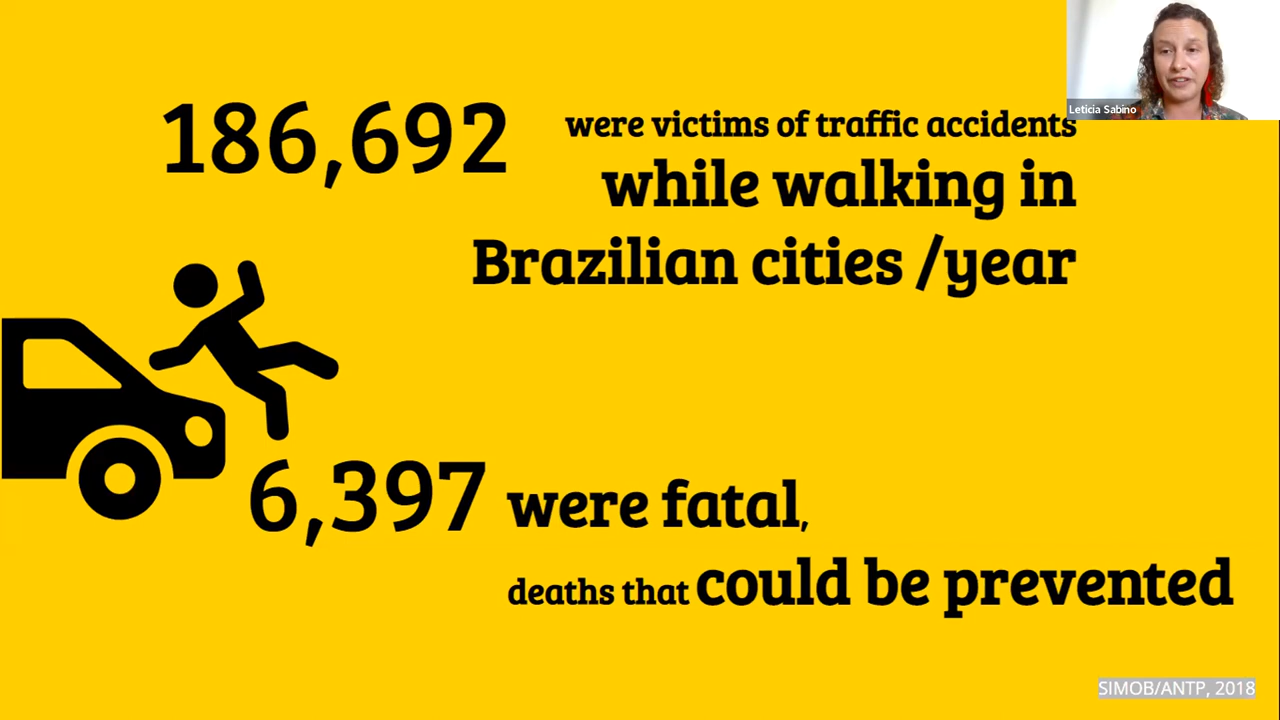 Leticia Sabino
186,692 were victims of traffic accidents
while walking in
Brazilian cities /year
6,397 were fatal,
deaths that could be prevented
SIMOB/ANTP, 2018